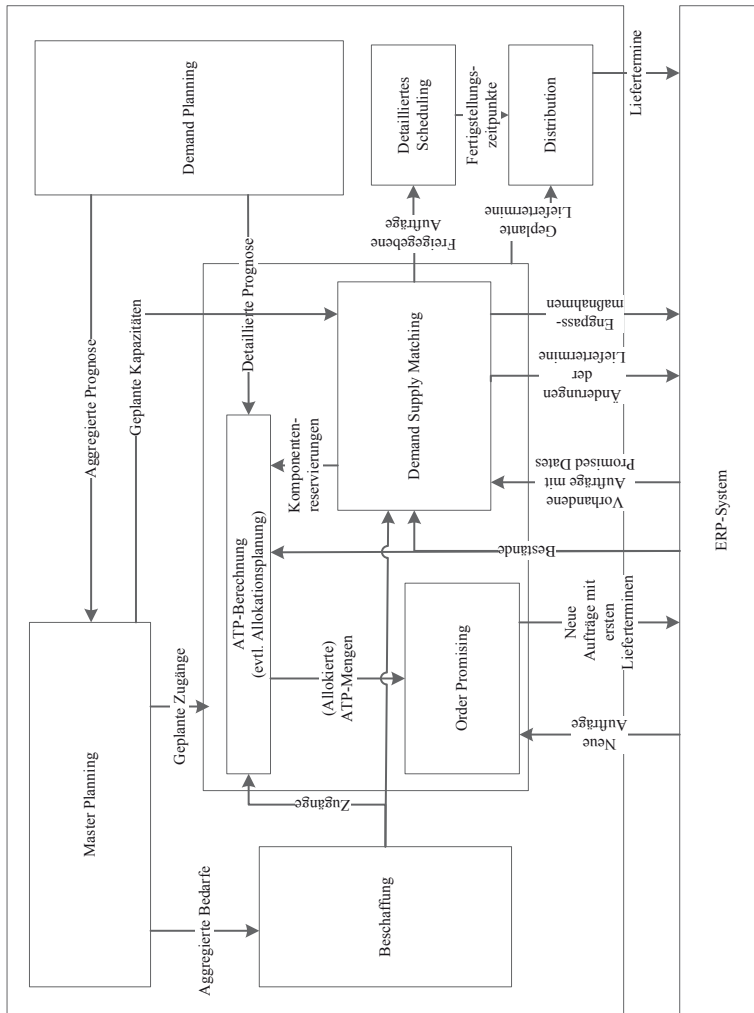 Master Planning
Demand Planning
Aggregierte Prognose
Geplante Kapazitäten
Aggregierte Bedarfe
Geplante Zugänge
Detaillierte Prognose
Beschaffung
Zugänge
ATP-Berechnung
(evtl. Allokationsplanung)
Komponenten-
reservierungen
(Allokierte)
ATP-Mengen
Demand Supply Matching
Order Promising
Freigegebene
Aufträge
Detailliertes
Scheduling
Fertigstellungs-
zeitpunkte
Geplante
Liefertermine
Distribution
Neue
Aufträge
Neue
Aufträge mit
ersten
Lieferterminen
Bestände
Vorhandene
Aufträge mit
Promised Dates
Änderungen
der
Liefertermine
Engpass-
maßnahmen
Liefertermine
ERP-System